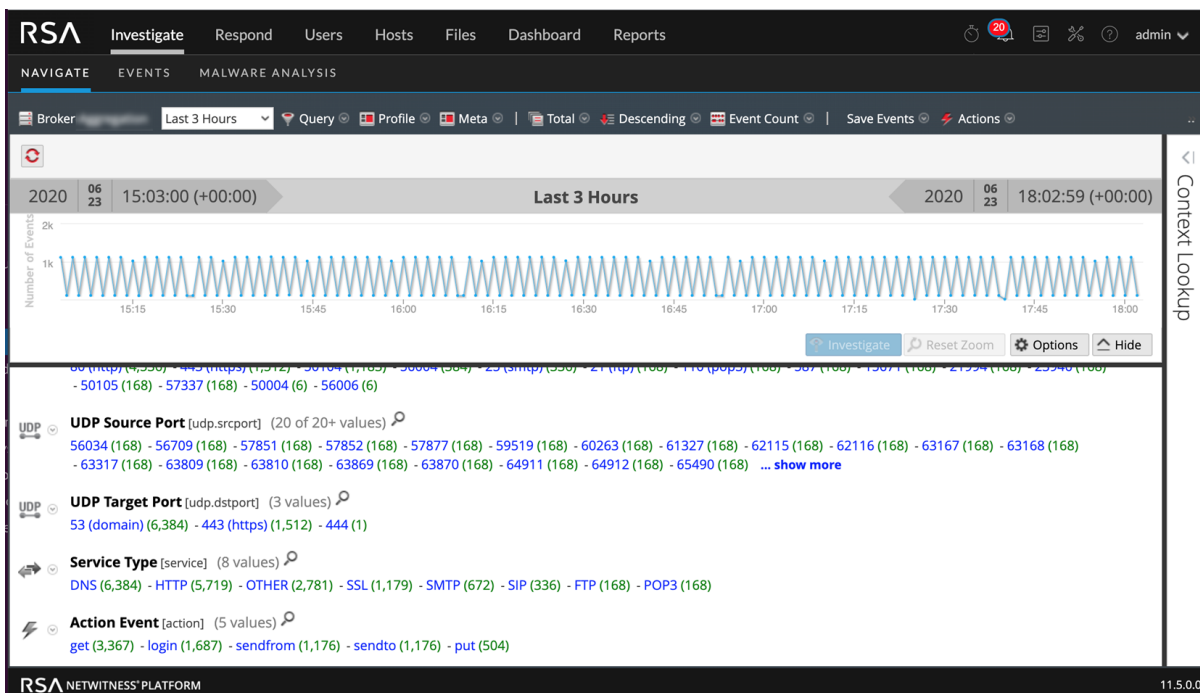 RSA Investigate Respond Users Hosts Files Dashboard Reports 20 admin
NAVIGATE EVENTS MALWARE ANALYSIS
Broker Last 3 Hours Query Profile Meta | Total Descending Event Count | Save Events Actions ..
2020 06 23 15:03:00 (+00:00) Last 3 Hours 2020 06 23 18:02:59 (+00:00)
Context Lookup
Number of Events
2k
1k
15:15 15:30 15:45 16:00 16:15 16:30 16:45 17:00 17:15 17:30 17:45 18:00
Investigate Reset Zoom Options Hide
- 50105 (168) - 57337 (168) - 50004 (6) - 56006 (6)
UDP UDP Source Port [udp.srcport] (20 of 20+ values)
56034 (168) - 56709 (168) - 57851 (168) - 57852 (168) - 57877 (168) - 59519 (168) - 60263 (168) - 61327 (168) - 62115 (168) - 62116 (168) - 63167 (168) - 63168 (168)
- 63317 (168) - 63809 (168) - 63810 (168) - 63869 (168) - 63870 (168) - 64911 (168) - 64912 (168) - 65490 (168) ... show more
UDP UDP Target Port [udp.dstport] (3 values)
53 (domain) (6,384) - 443 (https) (1,512) - 444 (1)
Service Type [service] (8 values)
DNS (6,384) - HTTP (5,719) - OTHER (2,781) - SSL (1,179) - SMTP (672) - SIP (336) - FTP (168) - POP3 (168)
Action Event [action] (5 values)
get (3,367) - login (1,687) - sendfrom (1,176) - sendto (1,176) - put (504)
RSA NETWITNESS® PLATFORM 11.5.0.0